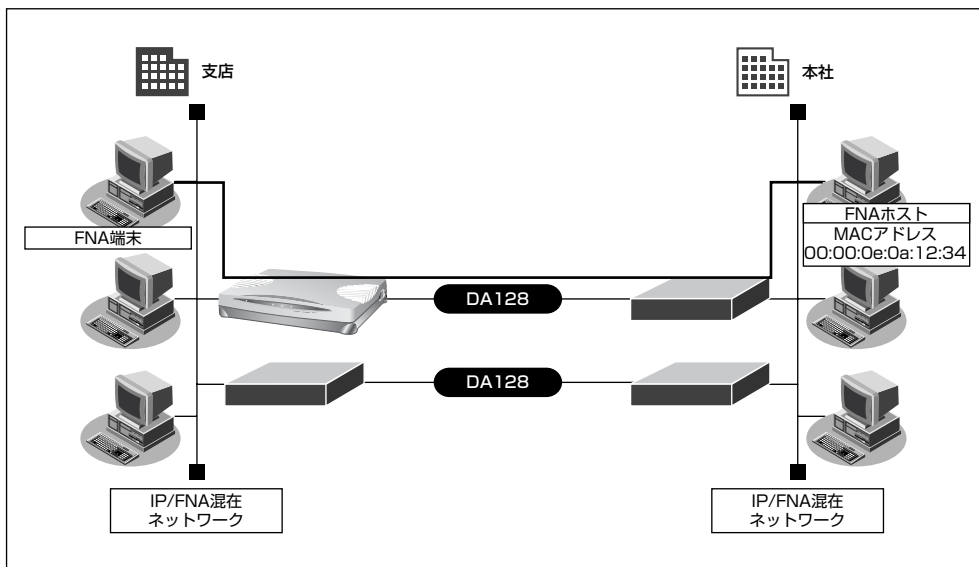 支店
本社
FNA端末
FNAホスト
MACアドレス
00:00:0e:0a:12:34
DA128
DA128
IP/FNA混在
ネットワーク
IP/FNA混在
ネットワーク